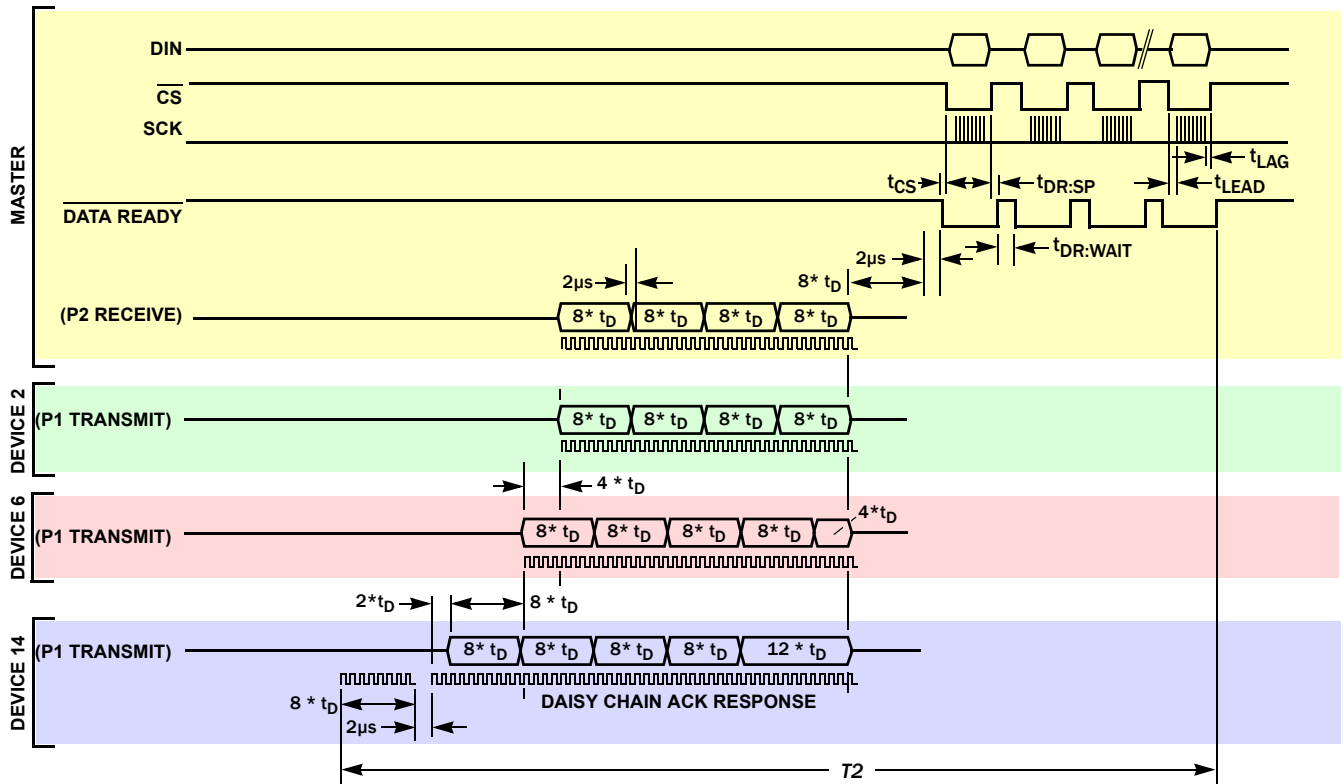 MASTER
DIN
CS
SCK
tLAG
tCS
tDR:SP
tLEAD
DATA READY
tDR:WAIT
2µs
8* tD
2µs
(P2 RECEIVE)
8* tD 8* tD 8* tD 8* tD
DEVICE 2
(P1 TRANSMIT)
8* tD 8* tD 8* tD 8* tD
4 * tD
DEVICE 6
(P1 TRANSMIT)
8* tD 8* tD 8* tD 8* tD
4*tD
2*tD
8 * tD
DEVICE 14
(P1 TRANSMIT)
8* tD 8* tD 8* tD 8* tD 12 * tD
DAISY CHAIN ACK RESPONSE
8 * tD
2µs
T2